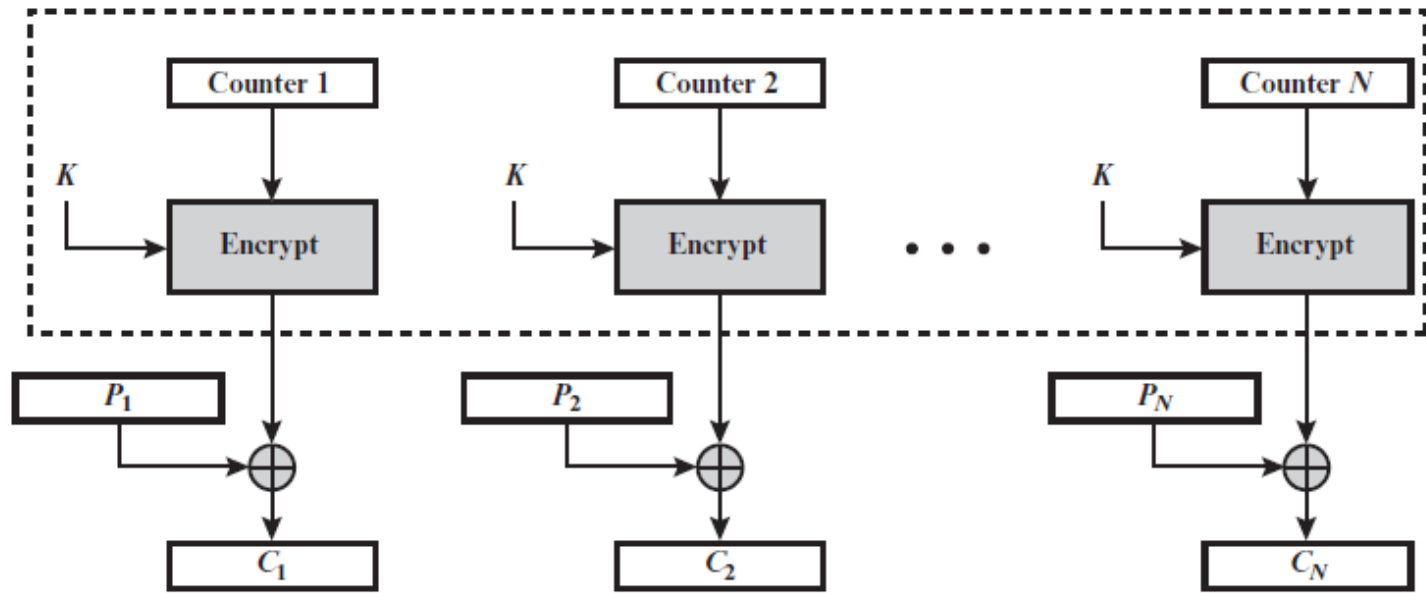 Counter 1
Counter 2
Counter N
K
K
K
Encrypt
Encrypt
• • •
Encrypt
P1
P2
PN
C1
C2
CN